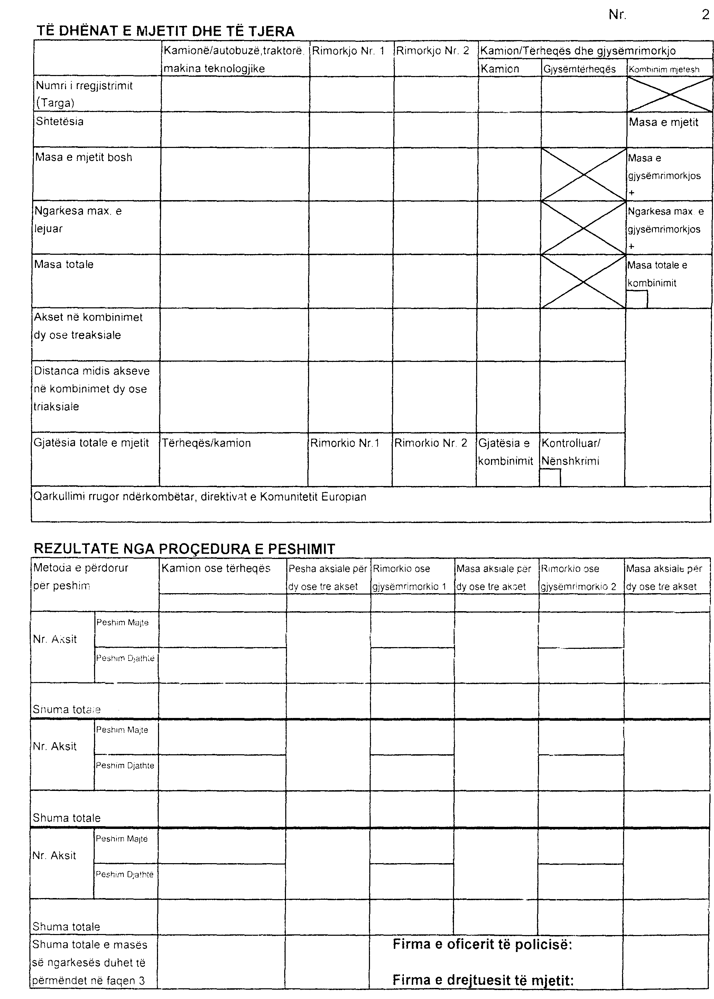 Nr. 2
TË DHËNAT E MJETIT DHE TË TJERA
Kamionë/autobuzë,traktorë. Rimorkjo Nr. 1 Rimorkjo Nr. 2 Kamion/Tërheqës dhe gjysëmrimorkjo
makina teknologjike Kamion Gjysëmtërheqës Kombinim mjetesh
Numri i rregjistrimit
(Targa)
Shtetësia Masa e mjetit
Masa e mjetit bosh Masa e
gjysëmrimorkjos
+
Ngarkesa max. e Ngarkesa max. e
lejuar gjysëmrimorkjos
+
Masa totale Masa totale e
kombinimit
Akset në kombinimet
dy ose treaksiale
Distanca midis akseve
në kombinimet dy ose
triaksiale
Gjatësia totale e mjetit Tërheqës/kamion Rimorkio Nr.1 Rimorkio Nr. 2 Gjatësia e Kontrolluar/
kombinimit Nënshkrimi
Qarkullimi rrugor ndërkombëtar, direktivat e Komunitetit Europian
REZULTATE NGA PROÇEDURA E PESHIMIT
Metoda e përdorur Kamion ose tërheqës Pesha aksiale për Rimorkio ose Masa aksiale për Rimorkio ose Masa aksiale për
për peshim dy ose tre akset gjysëmrimorkio 1 dy ose tre akset gjysëmrimorkio 2 dy ose tre akset
Peshim Majtë
Nr. Aksit
Peshim Djathtë
Shuma totale
Peshim Majte
Nr. Aksit
Peshim Djathte
Shuma totale
Peshim Majtë
Nr. Aksit
Peshim Djathtë
Shuma totale
Shuma totale e masës Firma e oficerit të policisë:
së ngarkesës duhet të
përmëndet në faqen 3 Firma e drejtuesit të mjetit: